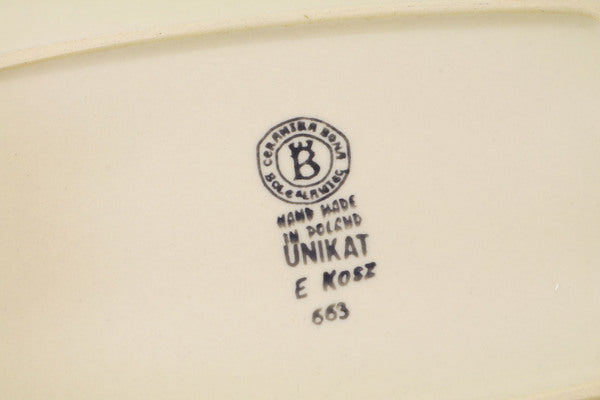 CERAMIKA BONA
B
BOLESŁAWIEC
HAND MADE
IN POLAND
UNIKAT
E KOSZ
663